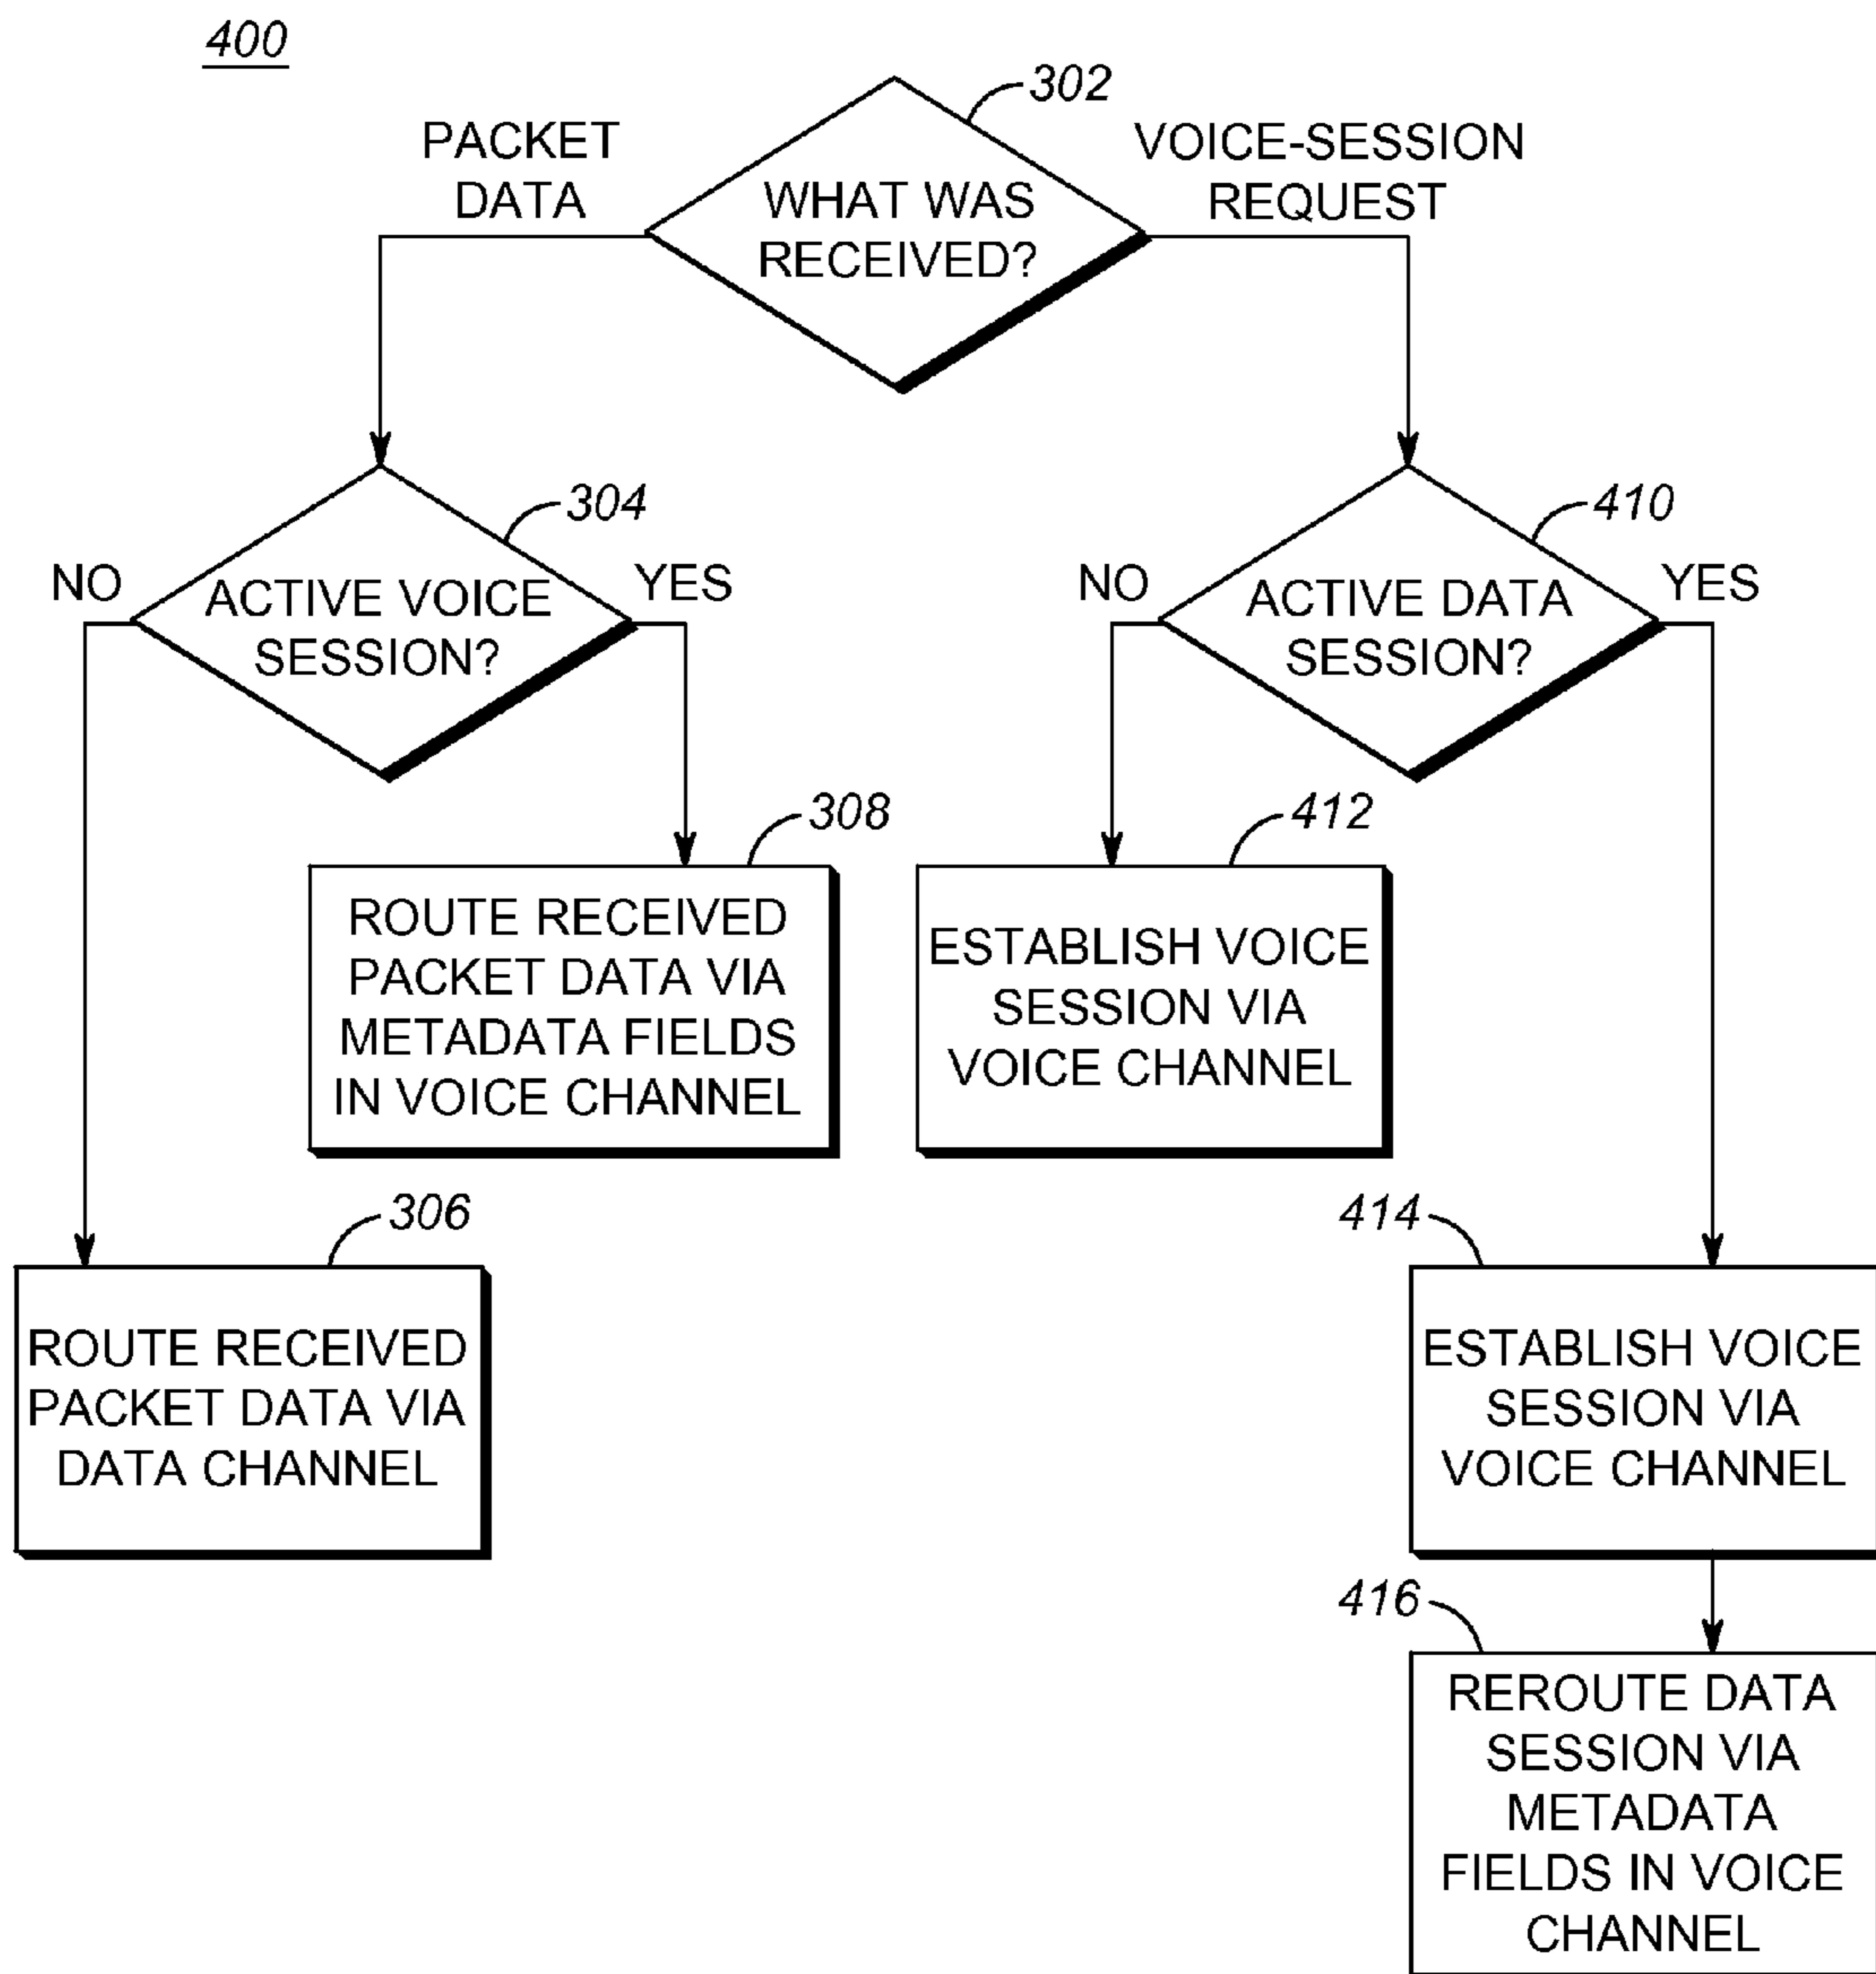 400
302
PACKET
DATA
VOICE-SESSION
REQUEST
WHAT WAS
RECEIVED?
304
NO
YES
ACTIVE VOICE
SESSION?
410
NO
YES
ACTIVE DATA
SESSION?
308
ROUTE RECEIVED
PACKET DATA VIA
METADATA FIELDS
IN VOICE CHANNEL
412
ESTABLISH VOICE
SESSION VIA
VOICE CHANNEL
306
ROUTE RECEIVED
PACKET DATA VIA
DATA CHANNEL
414
ESTABLISH VOICE
SESSION VIA
VOICE CHANNEL
416
REROUTE DATA
SESSION VIA
METADATA
FIELDS IN VOICE
CHANNEL